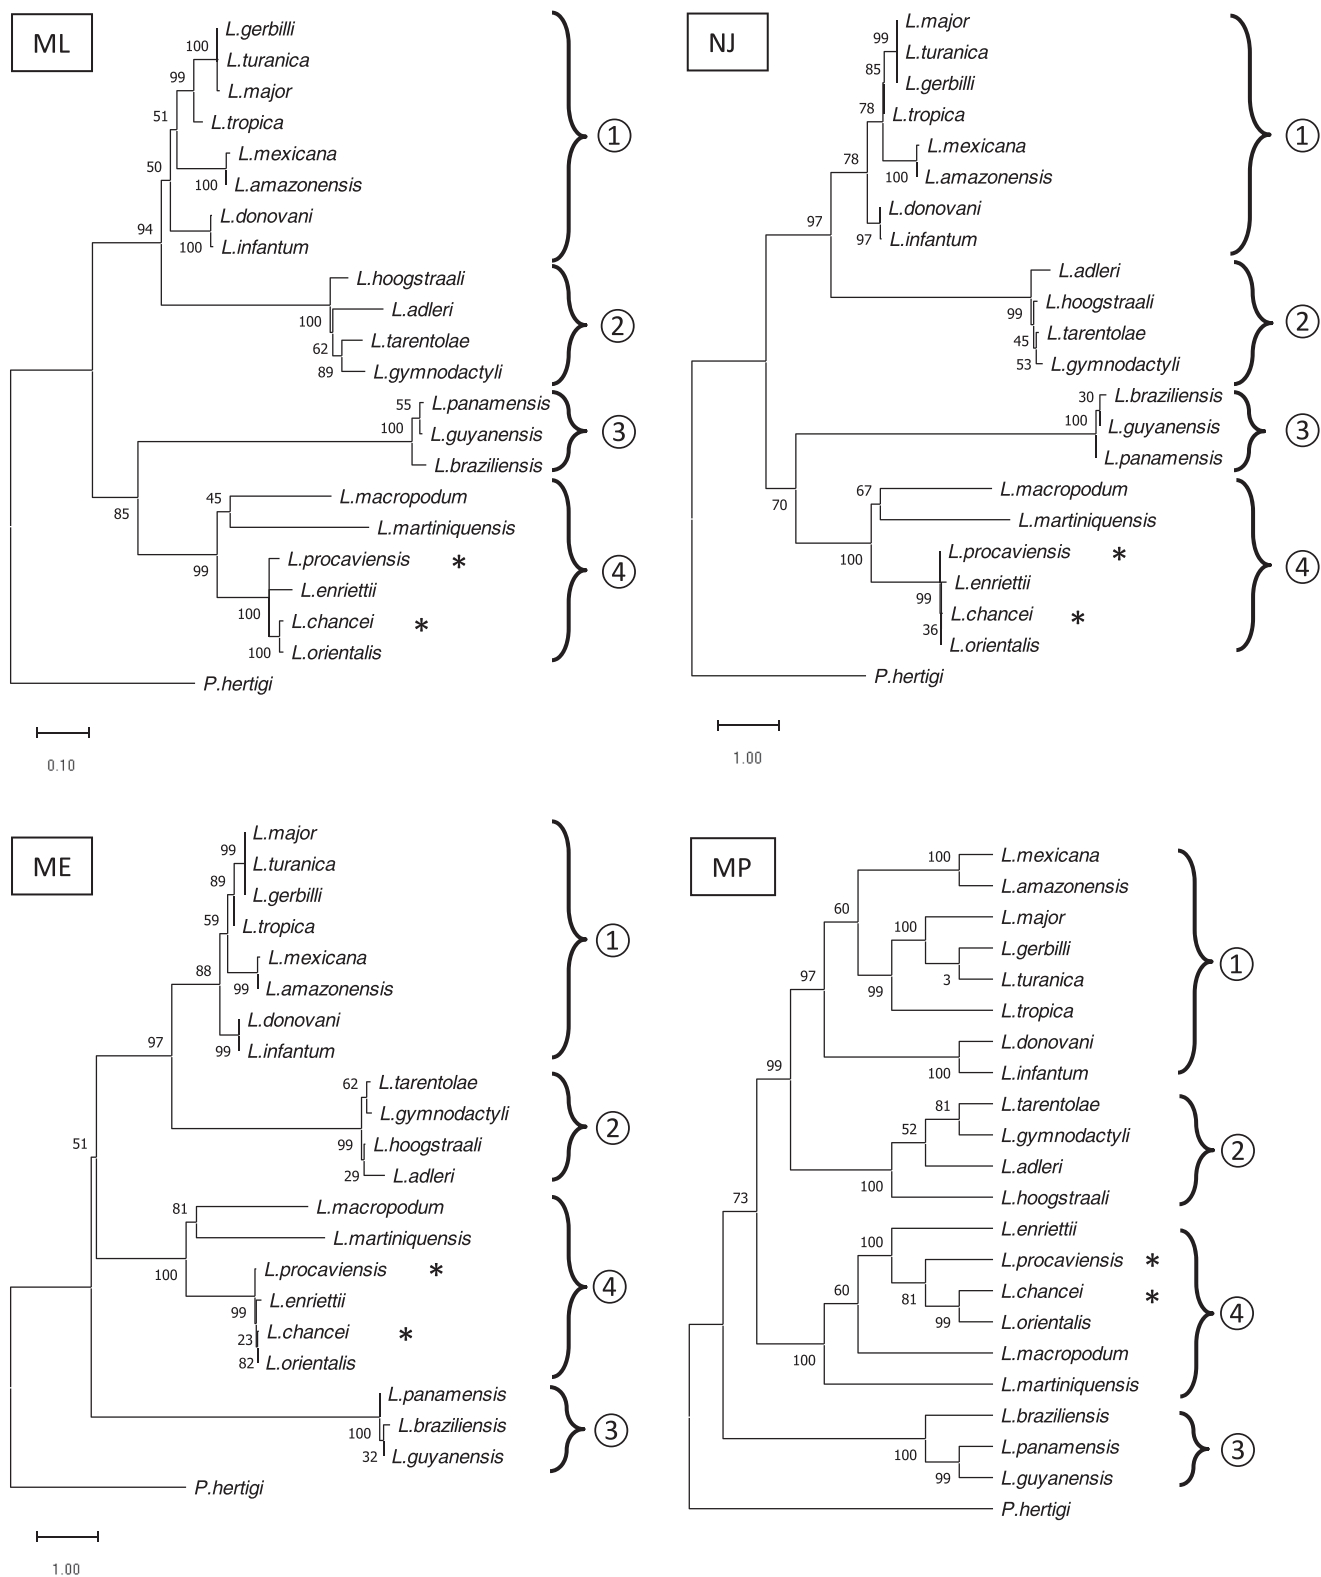 ML
L.gerbilli
100
L.turanica
99
L.major
51
L.tropica
L.mexicana
50
100
L.amazonensis
L.donovani
94
100
L.infantum
①
L.hoogstraali
L.adleri
100
L.tarentolae
62
89
L.gymnodactyli
②
55
L.panamensis
100
L.guyanensis
L.braziliensis
③
45
L.macropodum
85
L.martiniquensis
L.procaviensis *
99
L.enriettii
100
L.chancei *
100
L.orientalis
④
P.hertigi
0.10
NJ
L.major
99
L.turanica
85
L.gerbilli
78
L.tropica
L.mexicana
78
100
L.amazonensis
L.donovani
97
97
L.infantum
①
L.adleri
L.hoogstraali
99
L.tarentolae
45
53
L.gymnodactyli
②
30
L.braziliensis
100
L.guyanensis
L.panamensis
③
67
L.macropodum
70
L.martiniquensis
L.procaviensis *
100
L.enriettii
99
L.chancei *
36
L.orientalis
④
P.hertigi
1.00
ME
L.major
99
L.turanica
89
L.gerbilli
59
L.tropica
L.mexicana
88
99
L.amazonensis
L.donovani
97
99
L.infantum
①
62
L.tarentolae
L.gymnodactyli
99
L.hoogstraali
29
L.adleri
②
51
81
L.macropodum
L.martiniquensis
100
L.procaviensis *
L.enriettii
99
L.chancei *
23
82
L.orientalis
④
L.panamensis
100
L.braziliensis
32
L.guyanensis
③
P.hertigi
1.00
MP
100
L.mexicana
L.amazonensis
60
L.major
100
L.gerbilli
97
3
L.turanica
99
L.tropica
L.donovani
99
100
L.infantum
①
81
L.tarentolae
52
L.gymnodactyli
L.adleri
100
L.hoogstraali
②
73
L.enriettii
100
L.procaviensis *
60
81
L.chancei *
99
L.orientalis
L.macropodum
100
L.martiniquensis
④
L.braziliensis
100
L.panamensis
99
L.guyanensis
③
P.hertigi